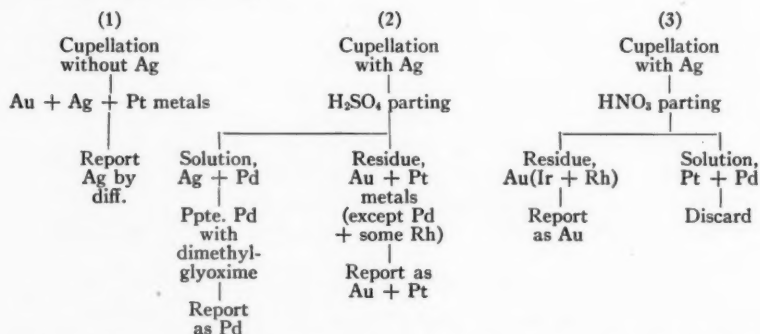 (1)
Cupellation
without Ag
Au + Ag + Pt metals
Report
Ag by
diff.
(2)
Cupellation
with Ag
H₂SO₄ parting
Solution,
Ag + Pd
Ppte. Pd
with
dimethyl-
glyoxime
Report
as Pd
Residue,
Au + Pt
metals
(except Pd
+ some Rh)
Report as
Au + Pt
(3)
Cupellation
with Ag
HNO₃ parting
Residue,
Au(Ir + Rh)
Report
as Au
Solution,
Pt + Pd
Discard